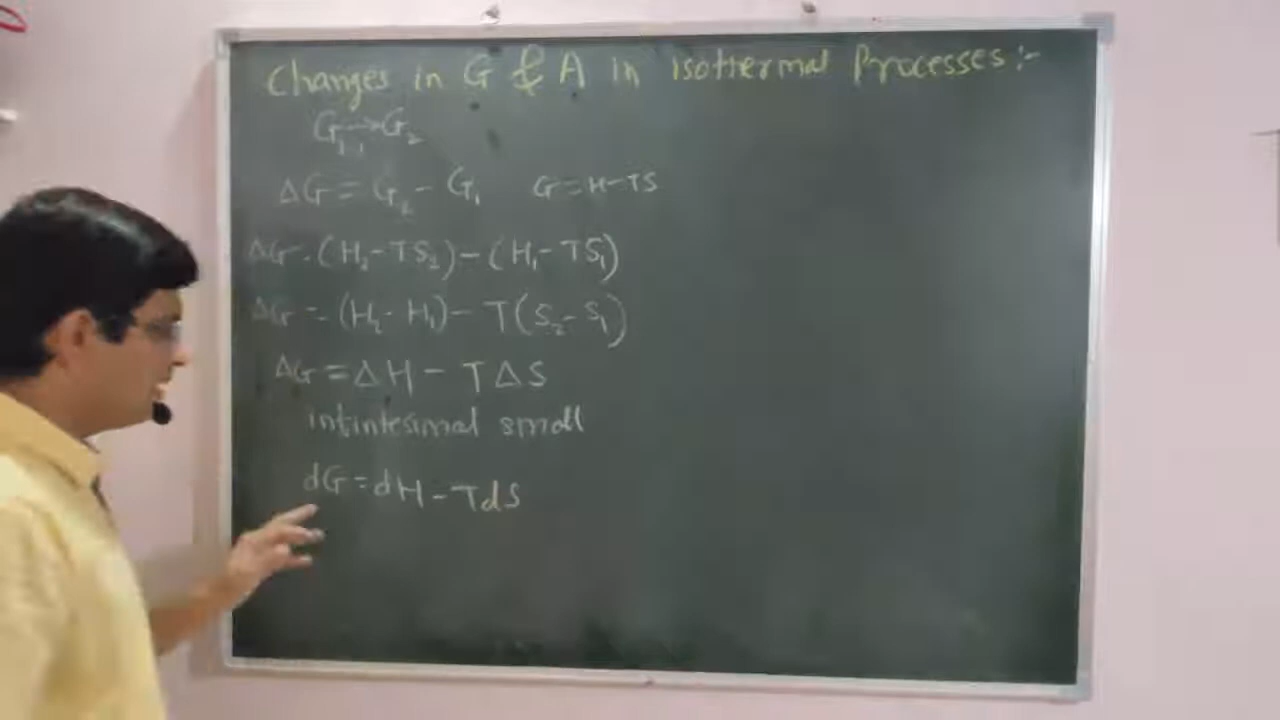 Changes in G & A in isothermal Processes:-
G₁→G₂
ΔG = G₂ - G₁ G = H-TS
ΔG = (H₂-TS₂)-(H₁-TS₁)
ΔG = (H₂-H₁)- T(S₂-S₁)
ΔG = ΔH - TΔS
infintesimal small
dG = dH - TdS